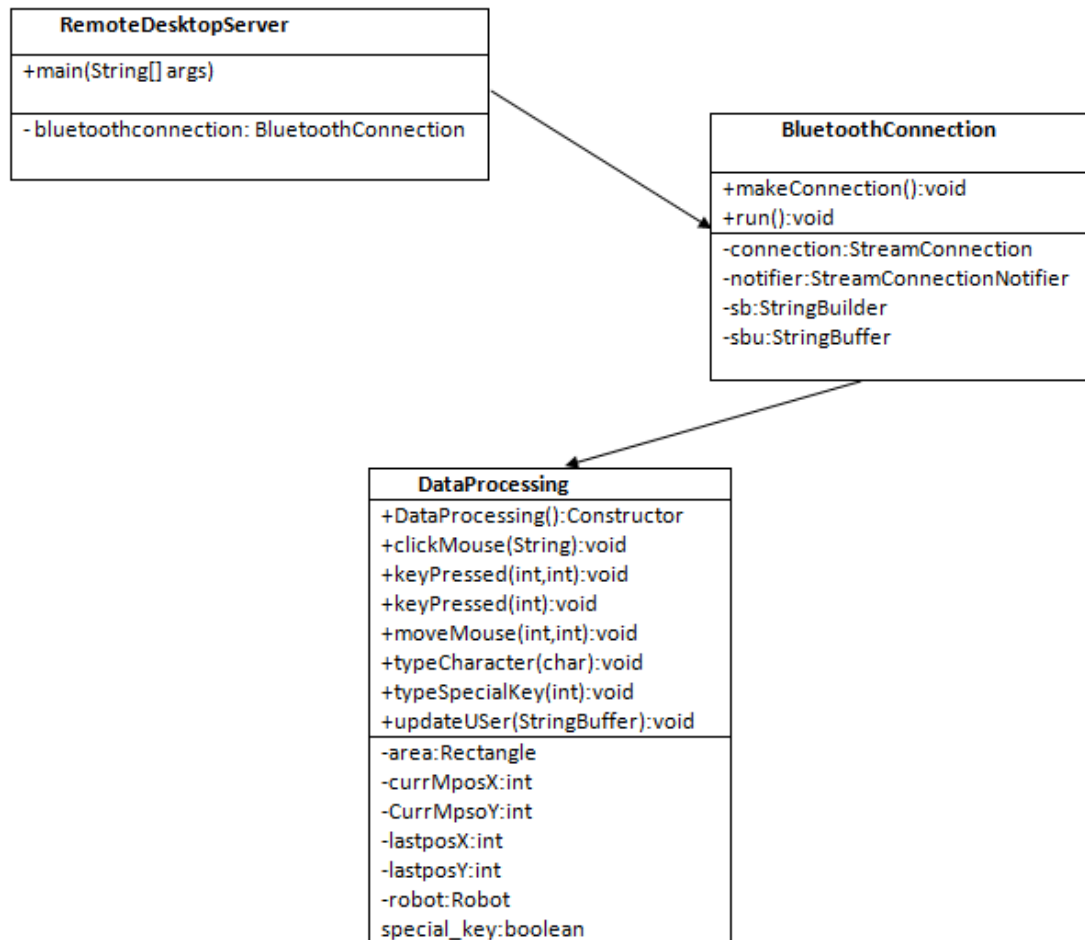 RemoteDesktopServer
+main(String[] args)
- bluetoothconnection: BluetoothConnection
BluetoothConnection
+makeConnection():void
+run():void
-connection:StreamConnection
-notifier:StreamConnectionNotifier
-sb:StringBuilder
-sbu:StringBuffer
DataProcessing
+DataProcessing():Constructor
+clickMouse(String):void
+keyPressed(int,int):void
+keyPressed(int):void
+moveMouse(int,int):void
+typeCharacter(char):void
+typeSpecialKey(int):void
+updateUSer(StringBuffer):void
-area:Rectangle
-currMposX:int
-CurrMpsoY:int
-lastposX:int
-lastposY:int
-robot:Robot
special_key:boolean